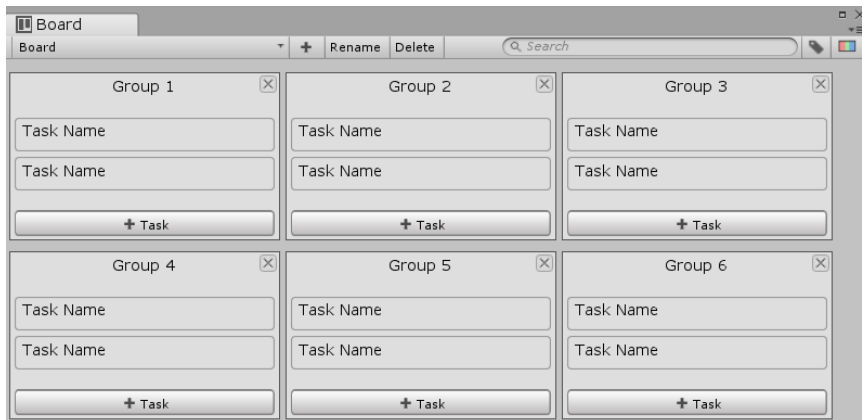 Board
Board + Rename Delete Search
Group 1 Group 2 Group 3
Task Name Task Name Task Name
Task Name Task Name Task Name
+ Task + Task + Task
Group 4 Group 5 Group 6
Task Name Task Name Task Name
Task Name Task Name Task Name
+ Task + Task + Task